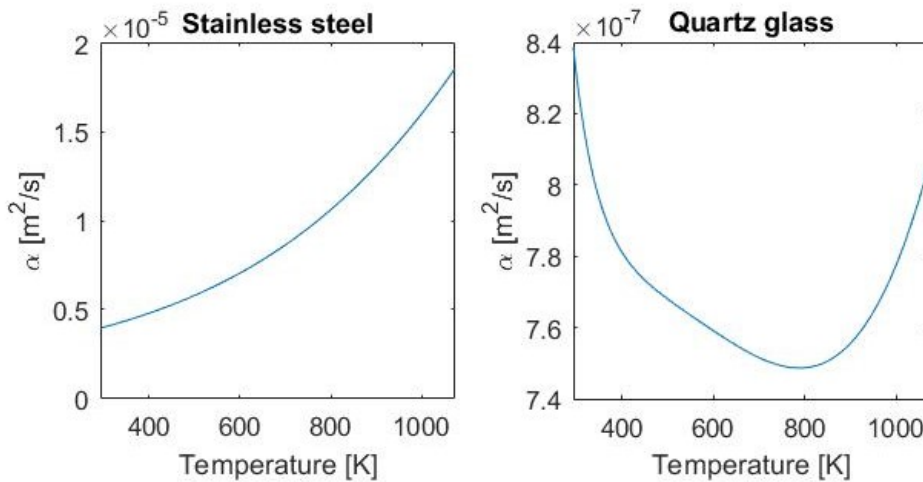 ×10⁻⁵ Stainless steel
2
1.5
1
0.5
0
α [m²/s]
400 600 800 1000
Temperature [K]
×10⁻⁷ Quartz glass
8.4
8.2
8
7.8
7.6
7.4
α [m²/s]
400 600 800 1000
Temperature [K]